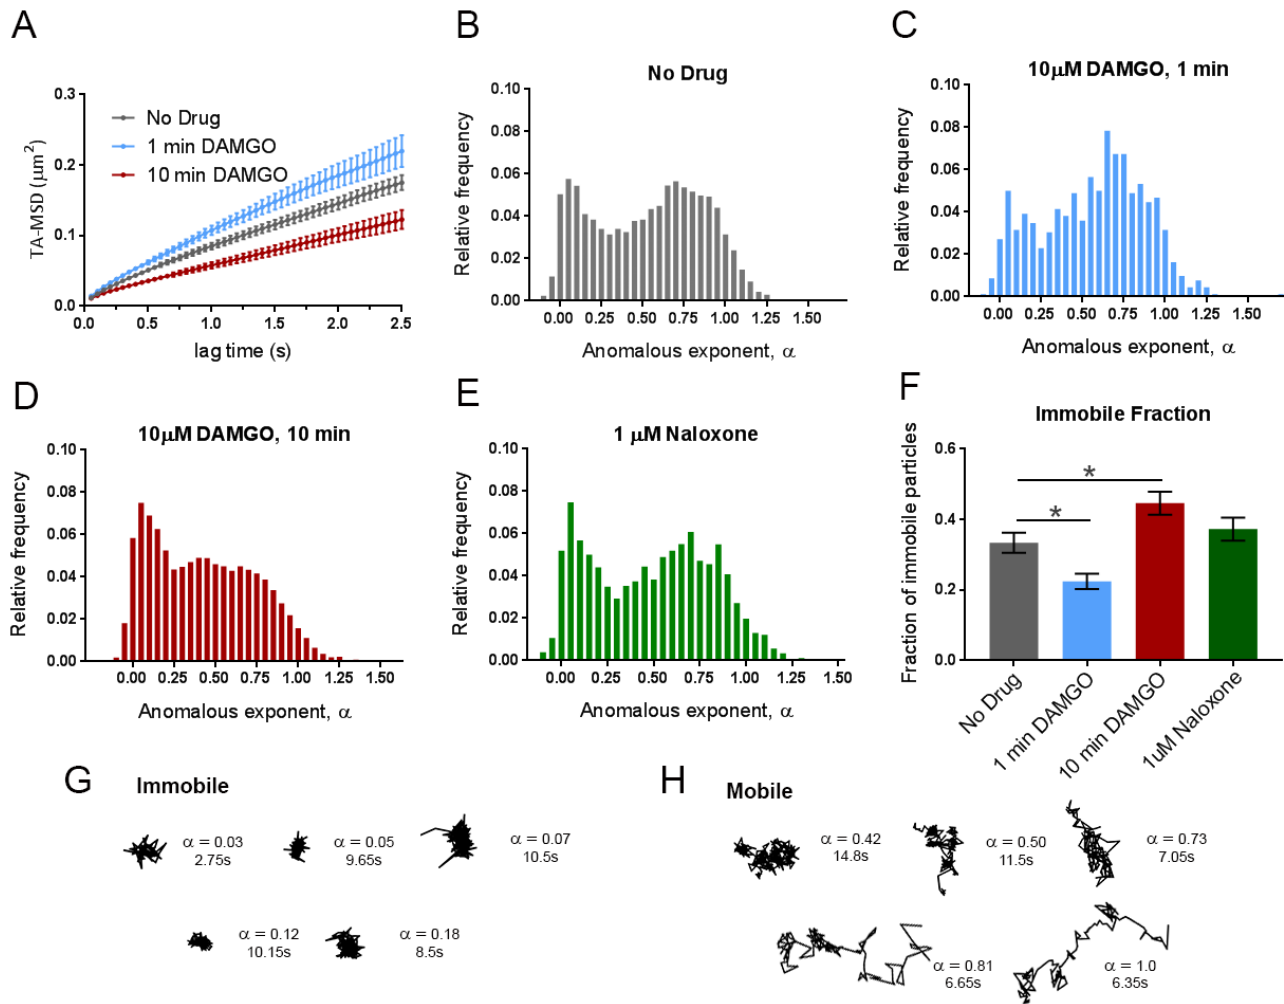 A
TA-MSD (μm²)
0.3
0.2
0.1
0.0
No Drug
1 min DAMGO
10 min DAMGO
0.0
0.5
1.0
1.5
2.0
2.5
lag time (s)
B
No Drug
Relative frequency
0.10
0.08
0.06
0.04
0.02
0.00
0.00
0.25
0.50
0.75
1.00
1.25
1.50
Anomalous exponent, α
C
10μM DAMGO, 1 min
Relative frequency
0.10
0.08
0.06
0.04
0.02
0.00
0.00
0.25
0.50
0.75
1.00
1.25
1.50
Anomalous exponent, α
D
10μM DAMGO, 10 min
Relative frequency
0.10
0.08
0.06
0.04
0.02
0.00
0.00
0.25
0.50
0.75
1.00
1.25
1.50
Anomalous exponent, α
E
1 μM Naloxone
Relative frequency
0.10
0.08
0.06
0.04
0.02
0.00
0.00
0.25
0.50
0.75
1.00
1.25
1.50
Anomalous exponent, α
F
Immobile Fraction
Fraction of immobile particles
0.6
0.4
0.2
0.0
*
*
No Drug
1 min DAMGO
10 min DAMGO
1uM Naloxone
G
Immobile
α = 0.03
2.75s
α = 0.05
9.65s
α = 0.07
10.5s
α = 0.12
10.15s
α = 0.18
8.5s
H
Mobile
α = 0.42
14.8s
α = 0.50
11.5s
α = 0.73
7.05s
α = 0.81
6.65s
α = 1.0
6.35s